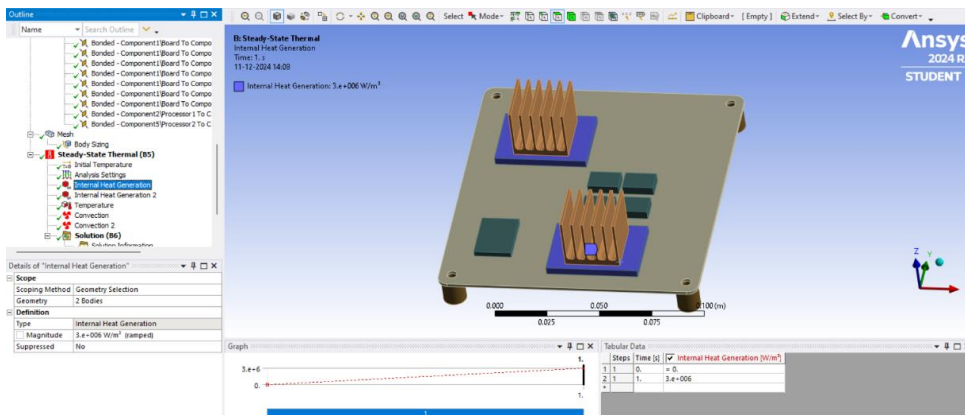 Outline
Name
Search Outline
Bonded - Component1\Board To Compo
Bonded - Component1\Board To Compo
Bonded - Component1\Board To Compo
Bonded - Component1\Board To Compo
Bonded - Component1\Board To Compo
Bonded - Component1\Board To Compo
Bonded - Component1\Board To Compo
Bonded - Component2\Processor1 To C
Bonded - Component5\Processor2 To C
Mesh
Body Sizing
Steady-State Thermal (B5)
Initial Temperature
Analysis Settings
Internal Heat Generation
Internal Heat Generation 2
Temperature
Convection
Convection 2
Solution (B6)
Solution Information
Details of "Internal Heat Generation"
Scope
Scoping Method Geometry Selection
Geometry 2 Bodies
Definition
Type Internal Heat Generation
Magnitude 3.e+006 W/m³ (ramped)
Suppressed No
Select Mode Clipboard [ Empty ] Extend Select By Convert
B: Steady-State Thermal
Internal Heat Generation
Time: 1. s
11-12-2024 14:08
Internal Heat Generation: 3.e+006 W/m³
Ansys
2024 R
STUDENT
Z
Y
0.000 0.050 0.100 (m)
0.025 0.075
Graph
1.
3.e+6
0.
1.
1
Tabular Data
Steps Time [s] Internal Heat Generation [W/m³]
1 1 0. = 0.
2 1 1. 3.e+006
*